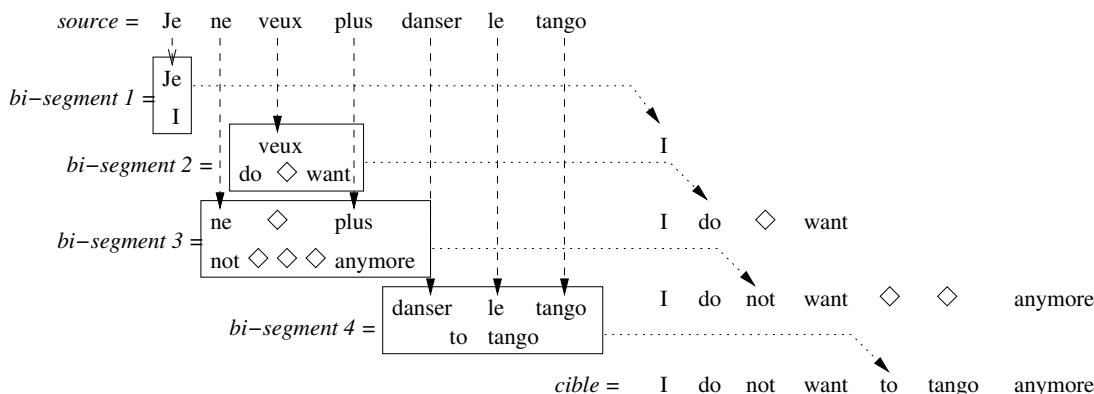 source = Je ne veux plus danser le tango
Je
bi−segment 1 =
I
I
veux
bi−segment 2 =
do ◇ want
ne ◇ plus
I do ◇ want
bi−segment 3 =
not ◇ ◇ ◇ anymore
I do not want ◇ ◇ anymore
danser le tango
bi−segment 4 =
to tango
cible = I do not want to tango anymore